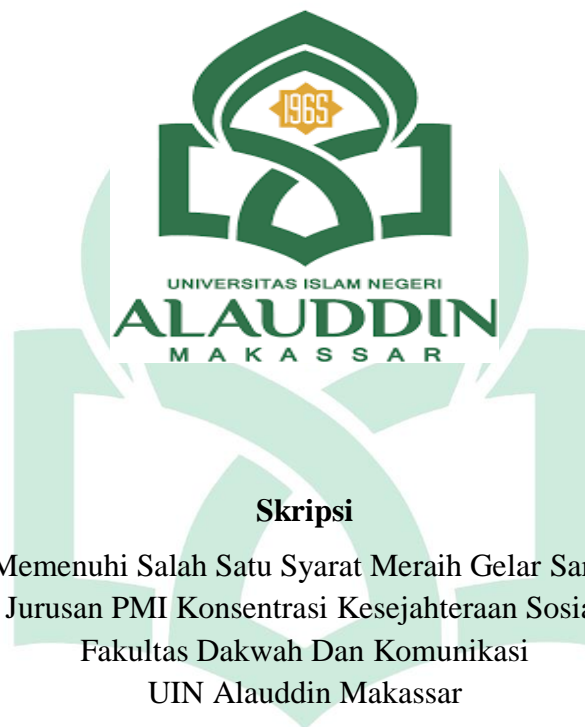 1965
UNIVERSITAS ISLAM NEGERI
ALAUDDIN
MAKASSAR
Skripsi
Memenuhi Salah Satu Syarat Meraih Gelar
Jurusan PMI Konsentrasi Kesejahteraan
Fakultas Dakwah Dan Komunikasi
UIN Alauddin Makassar